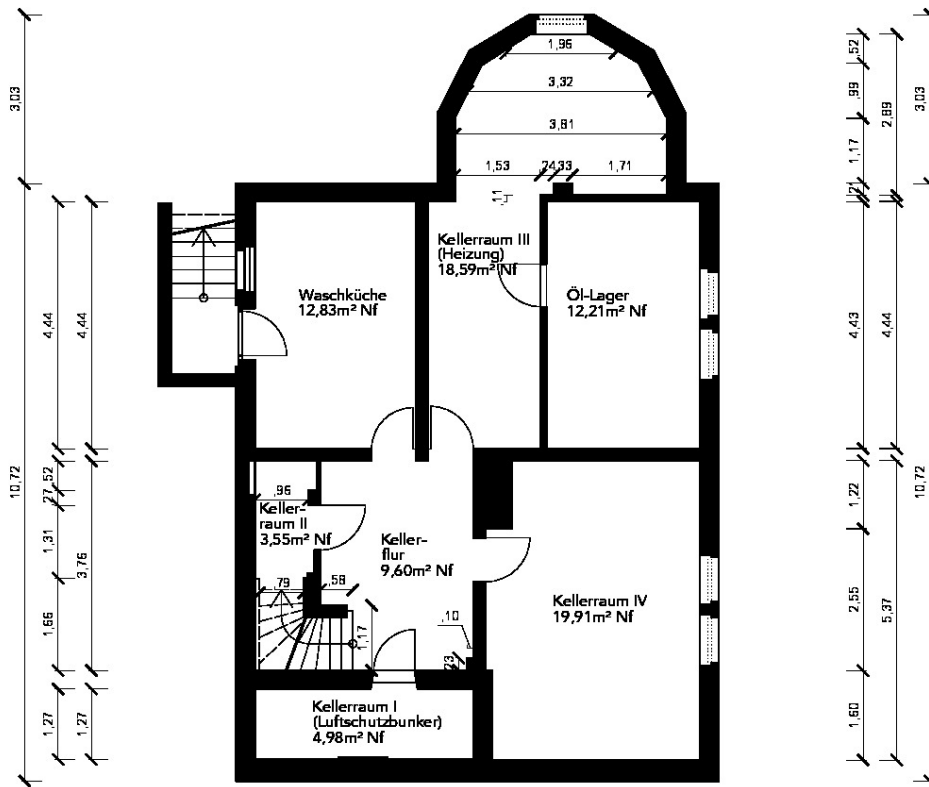 1,96
3,32
3,81
1,53
,24
,33
1,71
,11
Kellerraum III
(Heizung)
18,59m² Nf
Waschküche
12,83m² Nf
Öl-Lager
12,21m² Nf
,96
Keller-
raum II
3,55m² Nf
Keller-
flur
9,60m² Nf
,79
,58
1,17
,10
,23
Kellerraum IV
19,91m² Nf
Kellerraum I
(Luftschutzbunker)
4,98m² Nf
3,03
10,72
4,44
,52
,27
1,31
1,66
1,27
4,44
3,76
1,27
,52
,99
1,17
,21
4,43
1,22
2,55
1,60
2,89
4,44
5,37
3,03
10,72